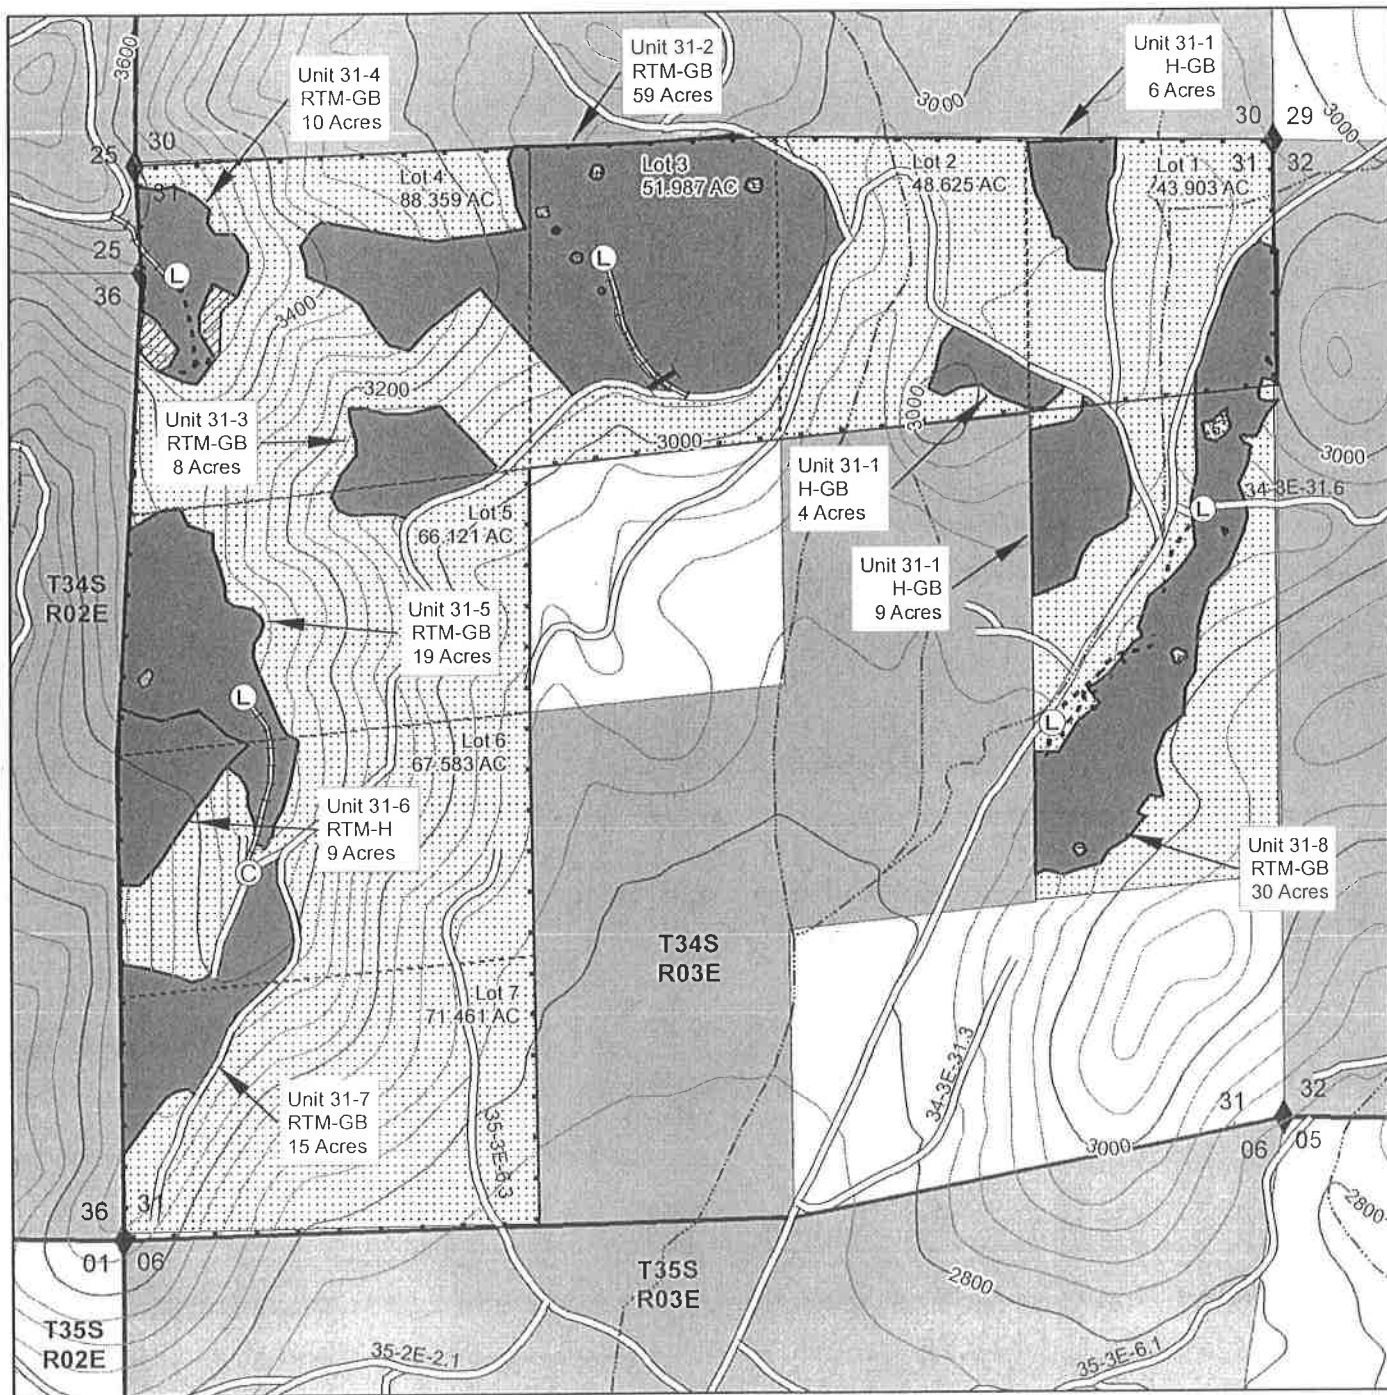 3600
Unit 31-4
RTM-GB
10 Acres
Unit 31-2
RTM-GB
59 Acres
3000
Unit 31-1
H-GB
6 Acres
30
29
3000
25
30
31
31
32
Lot 4
88.359 AC
Lot 3
51.987 AC
Lot 2
48.625 AC
Lot 1
43.903 AC
25
36
L
L
3400
3200
3000
3000
Unit 31-3
RTM-GB
8 Acres
Unit 31-1
H-GB
4 Acres
3000
34-3E-31.6
L
Lot 5
66.121 AC
T34S
R02E
Unit 31-5
RTM-GB
19 Acres
Unit 31-1
H-GB
9 Acres
L
L
Lot 6
67.583 AC
Unit 31-6
RTM-H
9 Acres
C
Unit 31-8
RTM-GB
30 Acres
T34S
R03E
Lot 7
71.461 AC
34-3E-31.3
Unit 31-7
RTM-GB
15 Acres
35-3E-6.3
31
32
06
05
3000
36
31
01
06
2800
T35S
R03E
2800
T35S
R02E
35-2E-2.1
35-3E-6.1